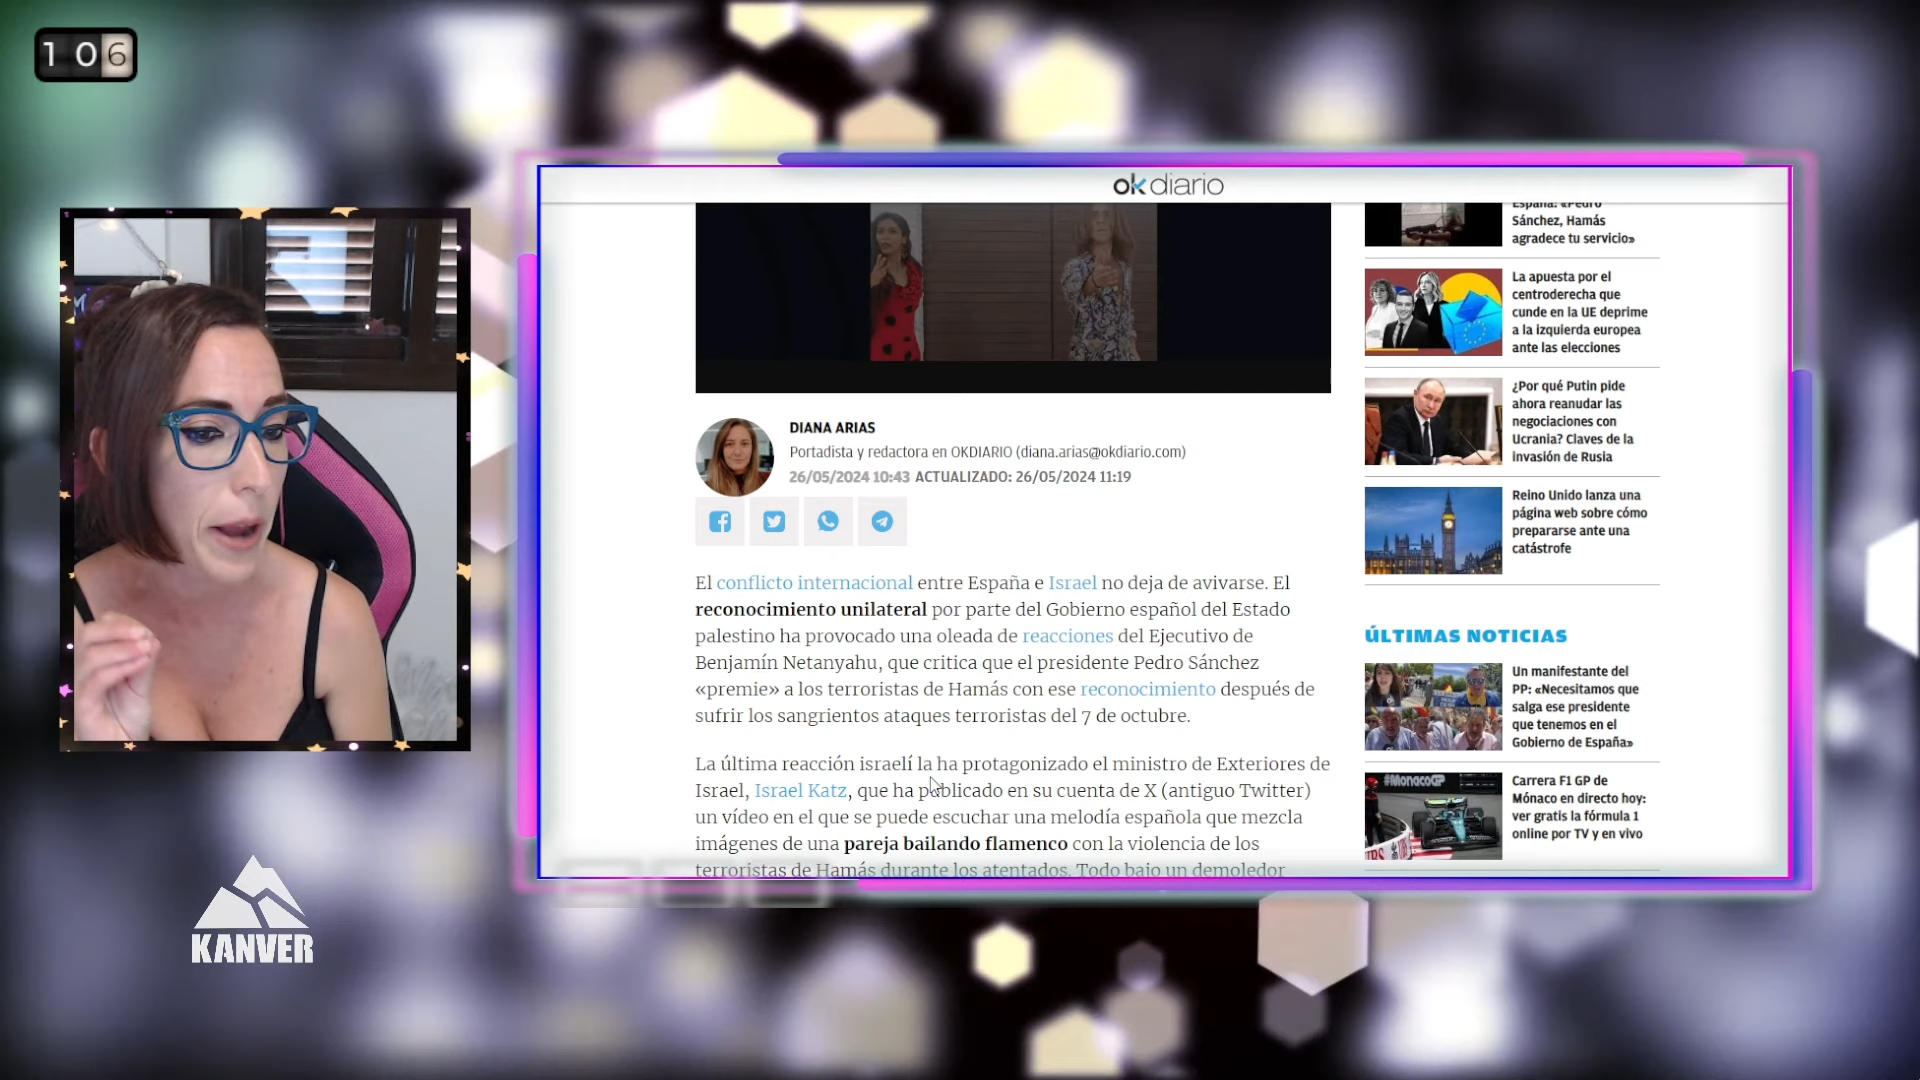 106
okdiario
España: «Pedro
Sánchez, Hamás
agradece tu servicio»
La apuesta por el
centroderecha que
cunde en la UE deprime
a la izquierda europea
ante las elecciones
¿Por qué Putin pide
ahora reanudar las
negociaciones con
Ucrania? Claves de la
invasión de Rusia
Reino Unido lanza una
página web sobre cómo
prepararse ante una
catástrofe
DIANA ARIAS
Portadista y redactora en OKDIARIO (diana.arias@okdiario.com)
26/05/2024 10:43 ACTUALIZADO: 26/05/2024 11:19
El conflicto internacional entre España e Israel no deja de avivarse. El
reconocimiento unilateral por parte del Gobierno español del Estado
palestino ha provocado una oleada de reacciones del Ejecutivo de
Benjamín Netanyahu, que critica que el presidente Pedro Sánchez
«premie» a los terroristas de Hamás con ese reconocimiento después de
sufrir los sangrientos ataques terroristas del 7 de octubre.
La última reacción israelí la ha protagonizado el ministro de Exteriores de
Israel, Israel Katz, que ha publicado en su cuenta de X (antiguo Twitter)
un vídeo en el que se puede escuchar una melodía española que mezcla
imágenes de una pareja bailando flamenco con la violencia de los
terroristas de Hamás durante los atentados. Todo bajo un demoledor
ÚLTIMAS NOTICIAS
Un manifestante del
PP: «Necesitamos que
salga ese presidente
que tenemos en el
Gobierno de España»
#MonacoGP
Carrera F1 GP de
Mónaco en directo hoy:
ver gratis la fórmula 1
online por TV y en vivo
KANVER